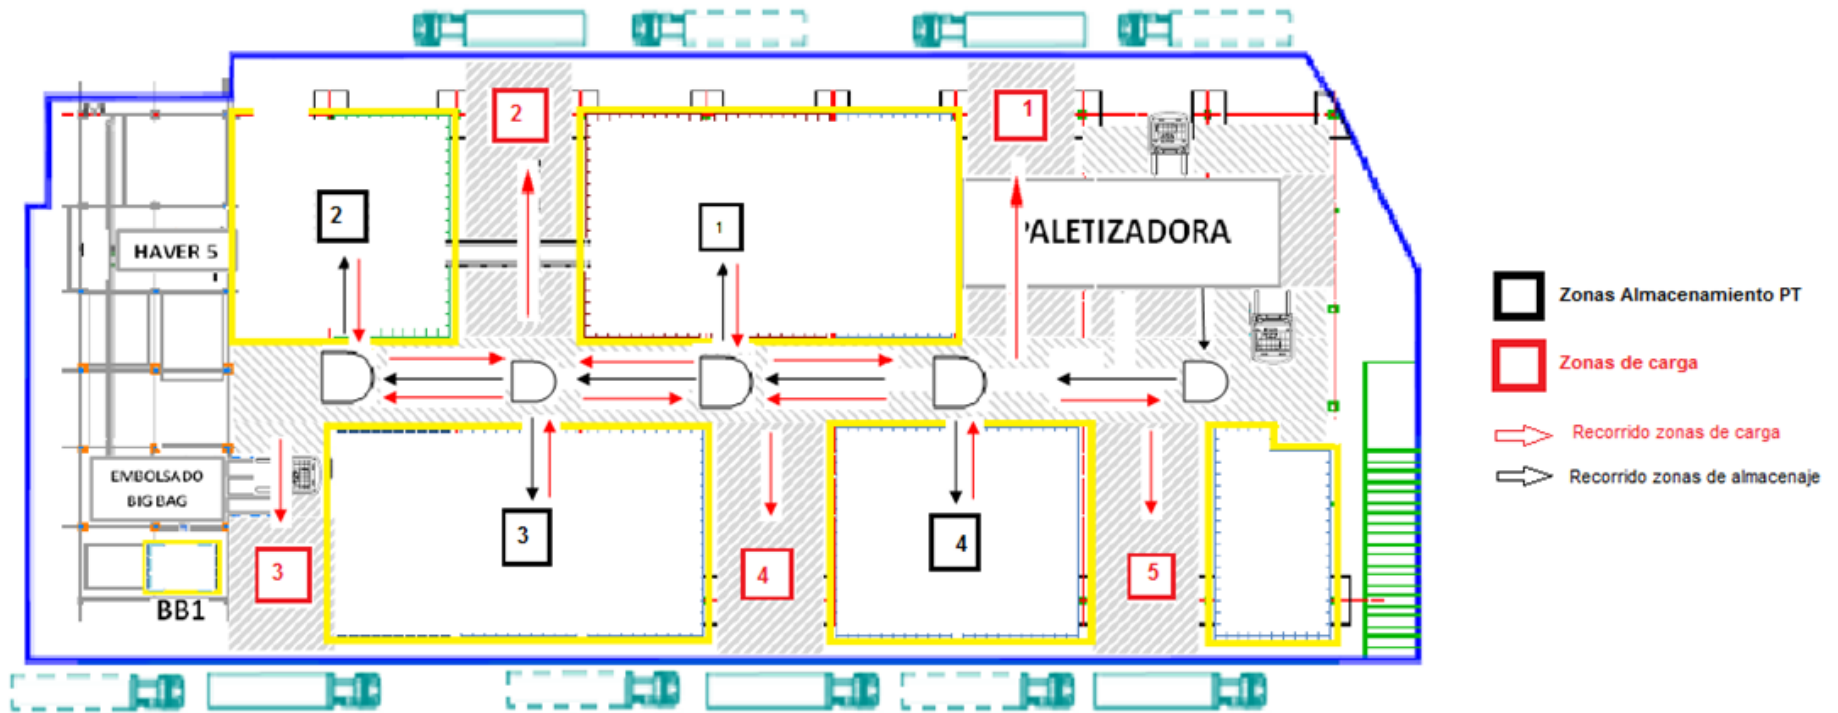 2
1
2
1
HAVER 5
'ALETIZADORA
EMBOLSADO
BIG BAG
3
4
3
4
5
BB1
Zonas Almacenamiento PT
Zonas de carga
Recorrido zonas de carga
Recorrido zonas de almacenaje